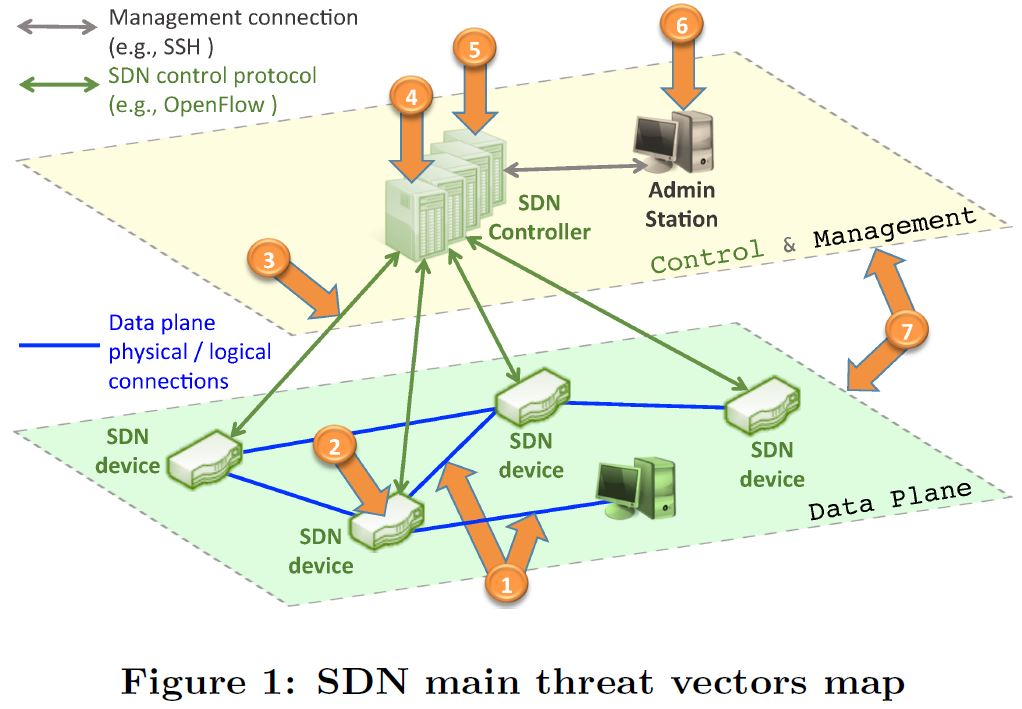 Management connection
(e.g., SSH )
SDN control protocol
(e.g., OpenFlow )
5
6
4
Admin
Station
SDN
Controller
Control & Management
3
7
Data plane
physical / logical
connections
SDN
device
2
SDN
device
SDN
device
Data Plane
SDN
device
1
Figure 1: SDN main threat vectors map